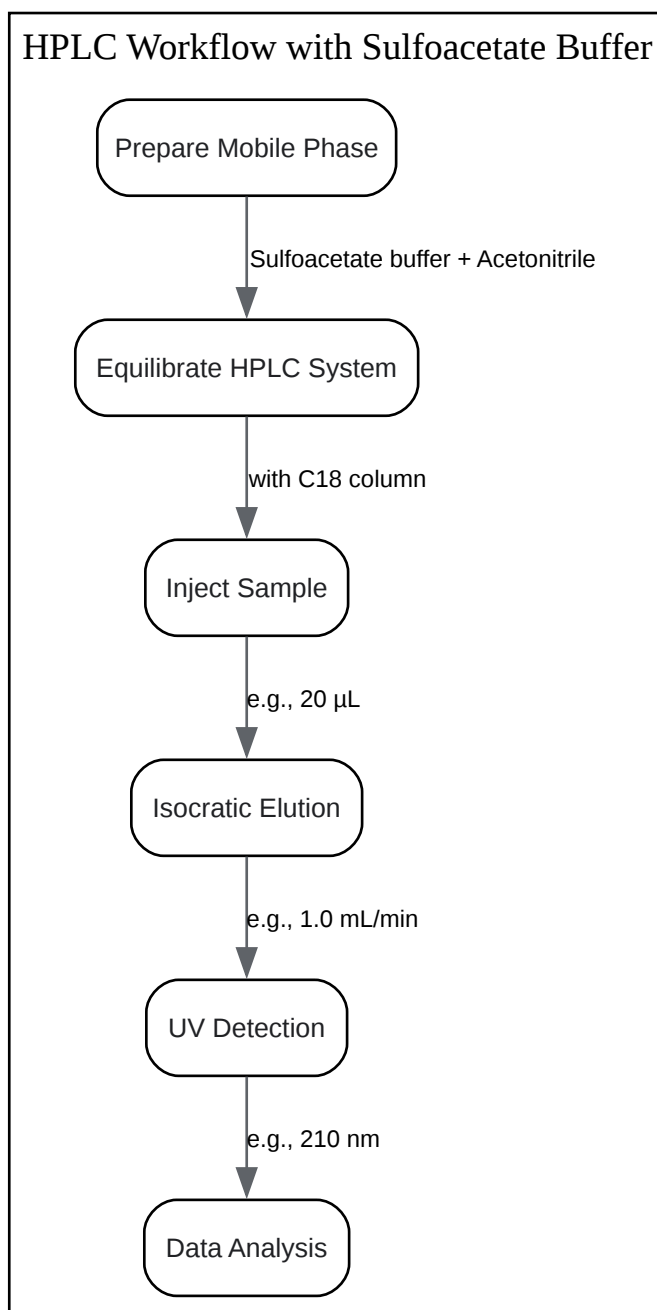 HPLC Workflow with Sulfoacetate Buffer
Prepare Mobile Phase
Sulfoacetate buffer + Acetonitrile
Equilibrate HPLC System
with C18 column
Inject Sample
e.g., 20 µL
Isocratic Elution
e.g., 1.0 mL/min
UV Detection
e.g., 210 nm
Data Analysis